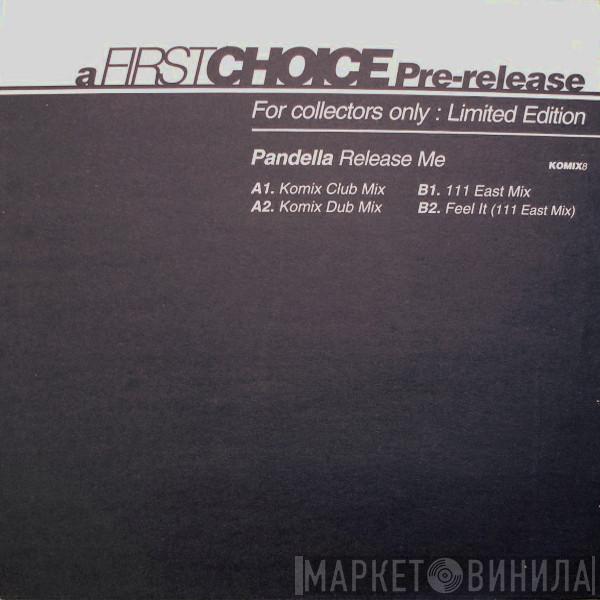 a FIRSTCHOICE Pre-release
For collectors only : Limited Edition
Pandella Release Me
KOMIX8
A1. Komix Club Mix
B1. 111 East Mix
A2. Komix Dub Mix
B2. Feel It (111 East Mix)
МАРКЕТ ВИНИЛА